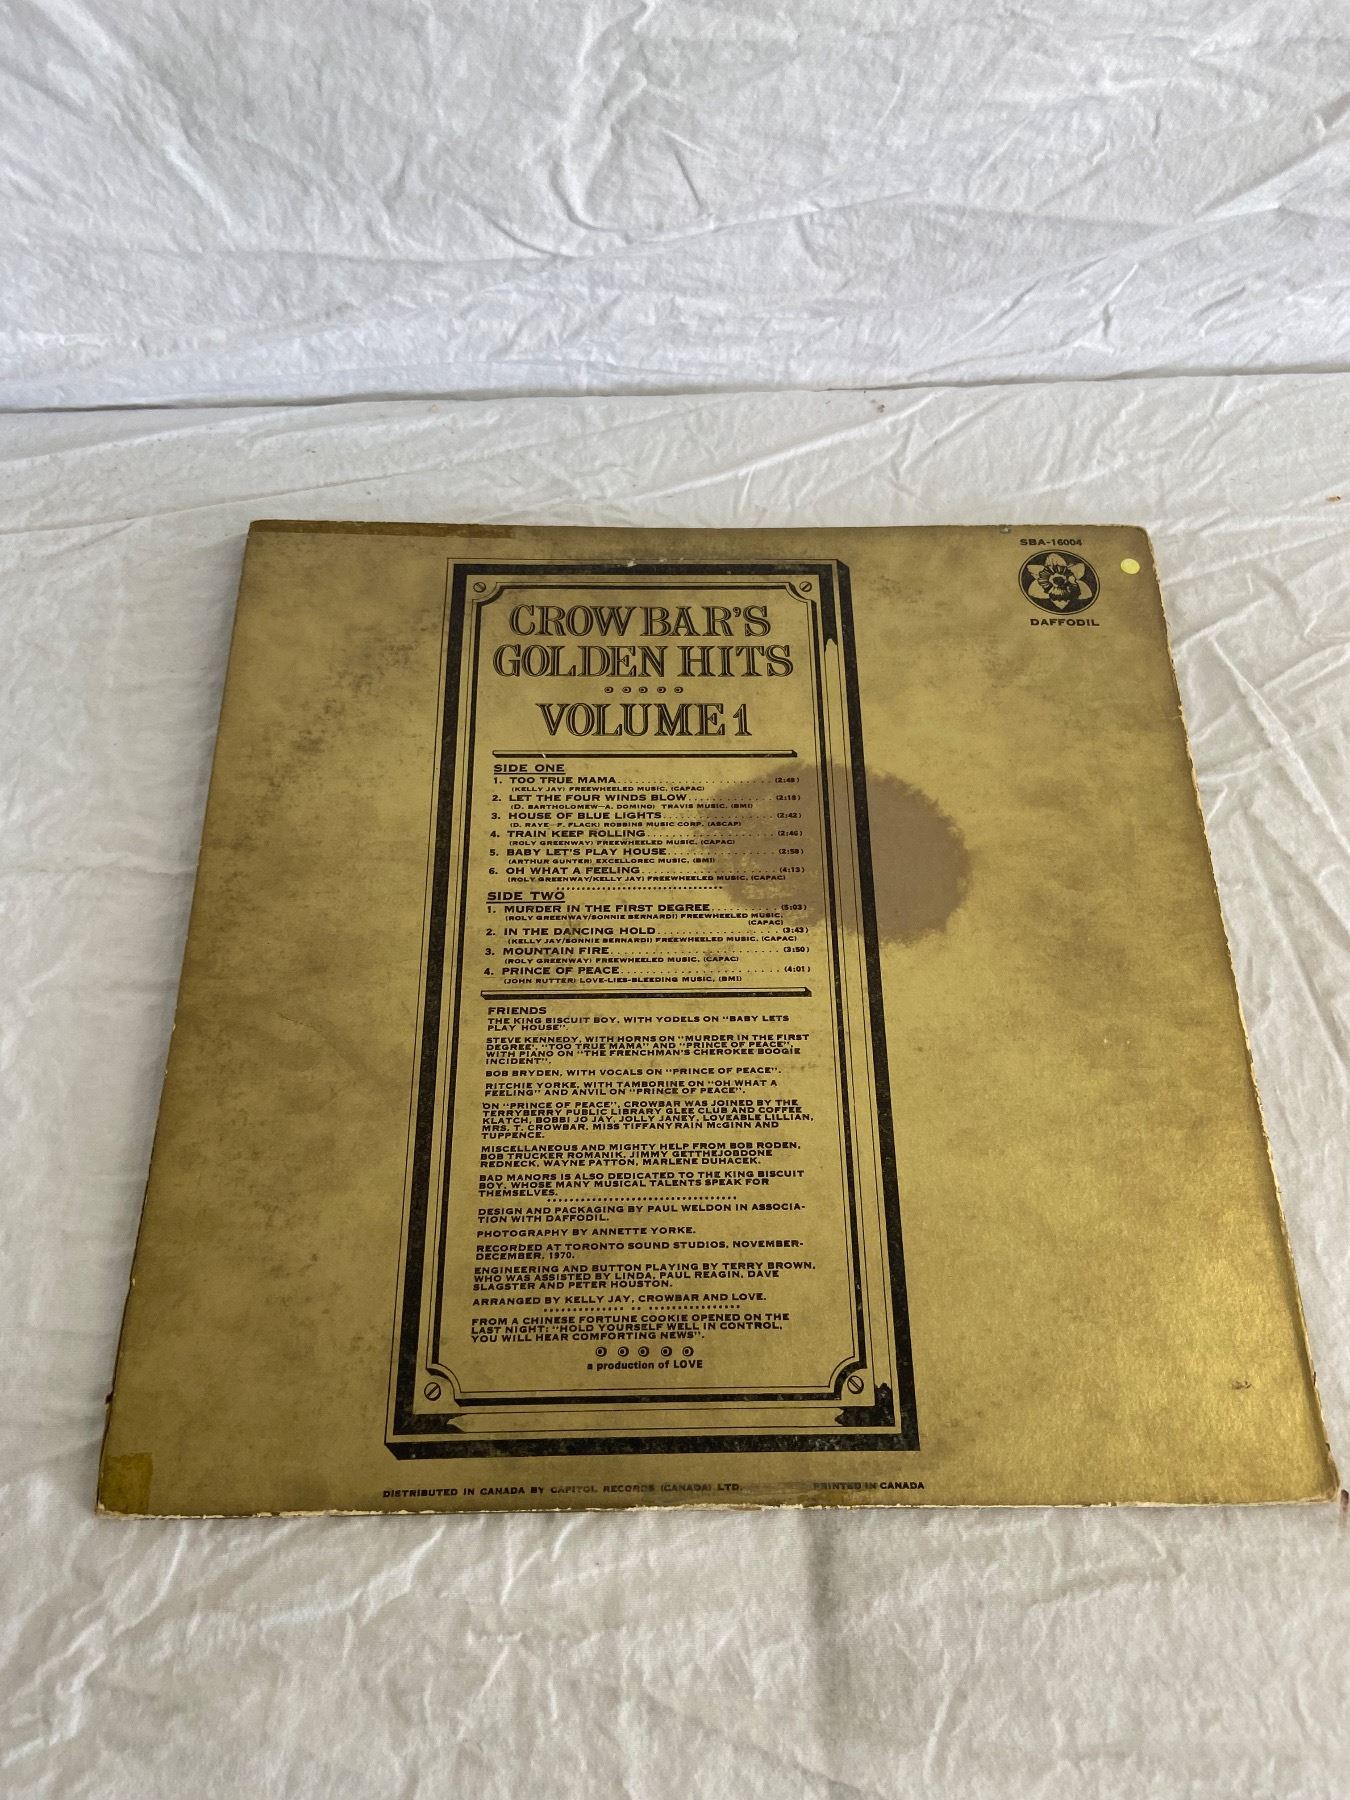 SBA-16004
DAFFODIL
CROWBAR'S
GOLDEN HITS
VOLUME 1
SIDE ONE
1. TOO TRUE MAMA. . . . . . . . . . . . . . . . . . . . . . . (2:48)
(KELLY JAY) FREEWHEELED MUSIC, (CAPAC)
2. LET THE FOUR WINDS BLOW. . . . . . . . . . . . . (2:18)
(D. BARTHOLOMEW—A. DOMINO) TRAVIS MUSIC, (BMI)
3. HOUSE OF BLUE LIGHTS. . . . . . . . . . . . . . . . . (2:42)
(D. RAYE—F. FLACK) ROBBINS MUSIC CORP. (ASCAP)
4. TRAIN KEEP ROLLING. . . . . . . . . . . . . . . . . . . (2:46)
(ROLY GREENWAY) FREEWHEELED MUSIC, (CAPAC)
5. BABY LET'S PLAY HOUSE. . . . . . . . . . . . . . . . (2:58)
(ARTHUR GUNTER) EXCELLOREC MUSIC, (BMI)
6. OH WHAT A FEELING. . . . . . . . . . . . . . . . . . . . (4:13)
(ROLY GREENWAY/KELLY JAY) FREEWHEELED MUSIC, (CAPAC)
SIDE TWO
1. MURDER IN THE FIRST DEGREE. . . . . . . . . . (5:03)
(ROLY GREENWAY/SONNIE BERNARDI) FREEWHEELED MUSIC,
(CAPAC)
2. IN THE DANCING HOLD. . . . . . . . . . . . . . . . . . (3:43)
(KELLY JAY/SONNIE BERNARDI) FREEWHEELED MUSIC, (CAPAC)
3. MOUNTAIN FIRE. . . . . . . . . . . . . . . . . . . . . . . . . (3:50)
(ROLY GREENWAY) FREEWHEELED MUSIC, (CAPAC)
4. PRINCE OF PEACE. . . . . . . . . . . . . . . . . . . . . . . (4:01)
(JOHN RUTTER) LOVE-LIES-BLEEDING MUSIC, (BMI)
FRIENDS
THE KING BISCUIT BOY, WITH YODELS ON "BABY LETS
PLAY HOUSE".
STEVE KENNEDY, WITH HORNS ON "MURDER IN THE FIRST
DEGREE', "TOO TRUE MAMA" AND "PRINCE OF PEACE",
WITH PIANO ON "THE FRENCHMAN'S CHEROKEE BOOGIE
INCIDENT",
BOB BRYDEN, WITH VOCALS ON "PRINCE OF PEACE".
RITCHIE YORKE, WITH TAMBORINE ON "OH WHAT A
FEELING" AND ANVIL ON "PRINCE OF PEACE".
ON "PRINCE OF PEACE", CROWBAR WAS JOINED BY THE
TERRYBERRY PUBLIC LIBRARY GLEE CLUB AND COFFEE
KLATCH, BOBBI JO JAY, JOLLY JANEY, LOVEABLE LILLIAN,
MRS. T. CROWBAR, MISS TIFFANY RAIN McGINN AND
TUPPENCE.
MISCELLANEOUS AND MIGHTY HELP FROM BOB RODEN,
BOB TRUCKER ROMANIK, JIMMY GETTHEJOBDONE
REDNECK, WAYNE PATTON, MARLENE DUHACEK.
BAD MANORS IS ALSO DEDICATED TO THE KING BISCUIT
BOY, WHOSE MANY MUSICAL TALENTS SPEAK FOR
THEMSELVES.
DESIGN AND PACKAGING BY PAUL WELDON IN ASSOCIA-
TION WITH DAFFODIL.
PHOTOGRAPHY BY ANNETTE YORKE.
RECORDED AT TORONTO SOUND STUDIOS, NOVEMBER-
DECEMBER, 1970.
ENGINEERING AND BUTTON PLAYING BY TERRY BROWN,
WHO WAS ASSISTED BY LINDA, PAUL REAGIN, DAVE
SLAGSTER AND PETER HOUSTON.
ARRANGED BY KELLY JAY, CROWBAR AND LOVE.
FROM A CHINESE FORTUNE COOKIE OPENED ON THE
LAST NIGHT: "HOLD YOURSELF WELL IN CONTROL,
YOU WILL HEAR COMFORTING NEWS".
a production of LOVE
DISTRIBUTED IN CANADA BY CAPITOL RECORDS (CANADA) LTD. PRINTED IN CANADA